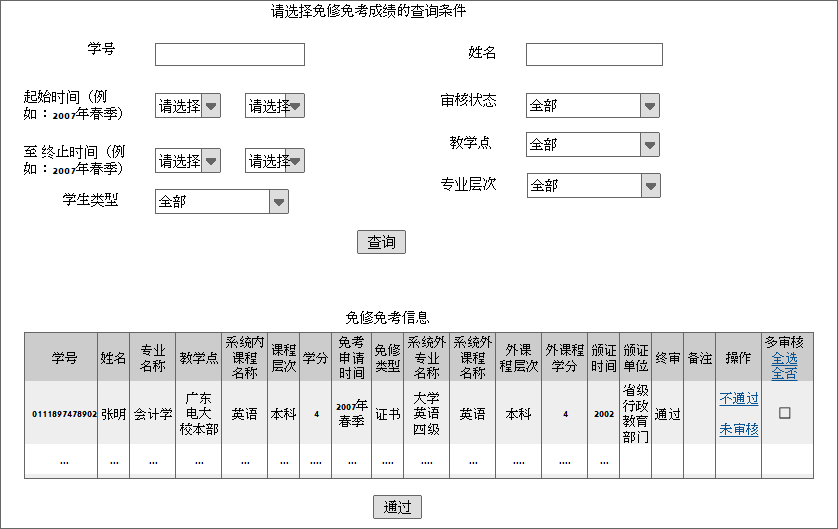 请选择免修免考成绩的查询条件
学号
姓名
起始时间（例
如：2007年春季）
请选择
请选择
审核状态
全部
教学点
全部
至 终止时间（例
如：2007年春季）
请选择
请选择
专业层次
全部
学生类型
全部
查询
免修免考信息
学号
姓名
专业
名称
教学点
系统内
课程
名称
课程
层次
学分
免考
申请
时间
免修
类型
系统外
专业
名称
系统外
课程
名称
外课
程层次
外课程
学分
颁证
时间
颁证
单位
终审
备注
操作
多审核
全选
全否
0111897478902
张明
会计学
广东
电大
校本部
英语
本科
4
2007年
春季
证书
大学
英语
四级
英语
本科
4
2002
省级
行政
教育
部门
通过
不通过
未审核
...
...
...
...
...
...
....
...
...
....
....
....
....
...
通过